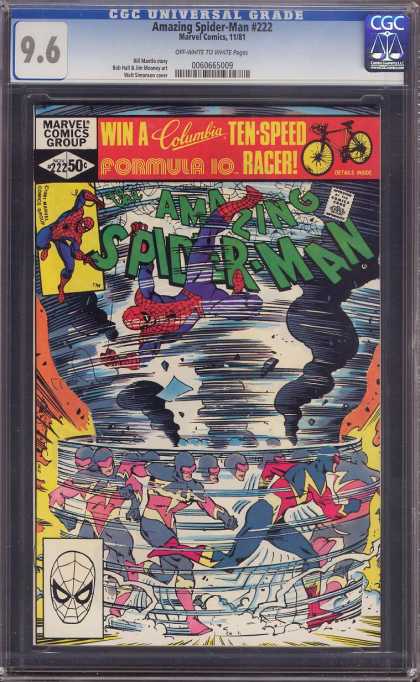 CGC UNIVERSAL GRADE
9.6
Amazing Spider-Man #222
Marvel Comics, 11/81
OFF-WHITE TO WHITE Pages
Bill Mantlo story
Bob Hall & Jim Mooney art
Walt Simonson cover
0060665009
CGC
MARVEL®
COMICS
GROUP
222
50¢
WIN A Columbia TEN-SPEED
FORMULA 10 RACER!
DETAILS INSIDE
THE AMAZING
SPIDER-MAN
TM